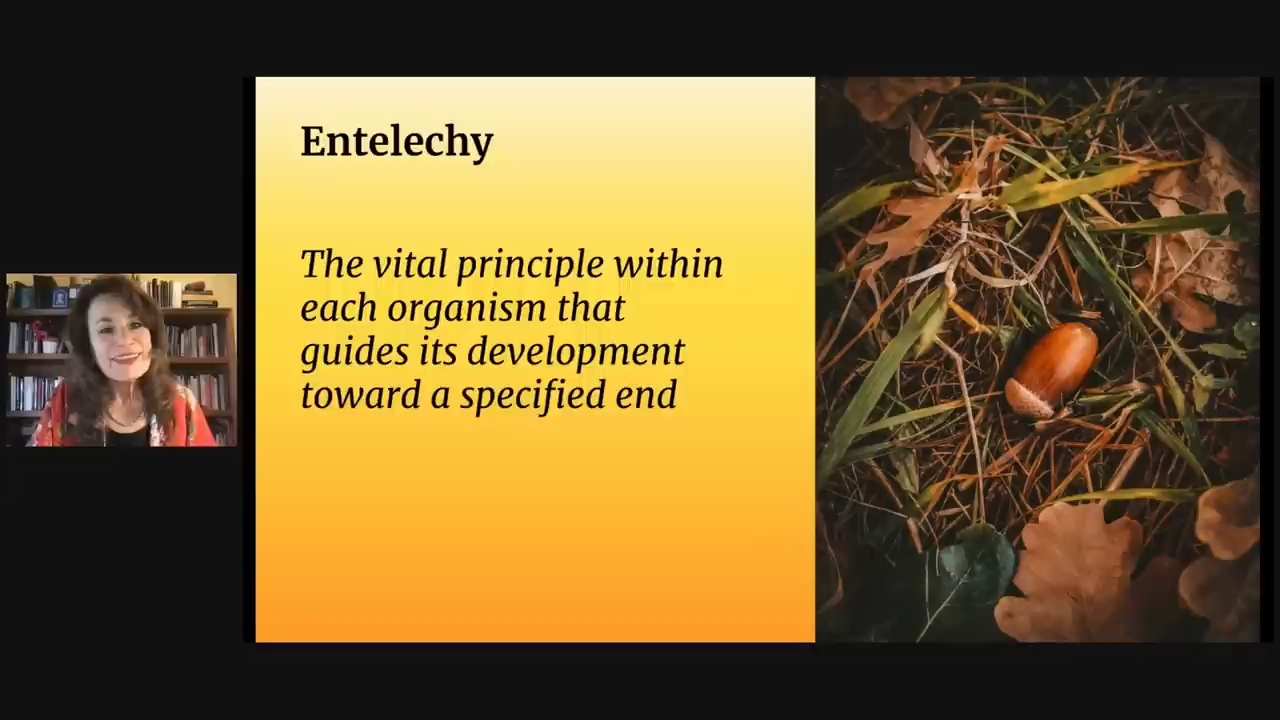 Entelechy
The vital principle within
each organism that
guides its development
toward a specified end